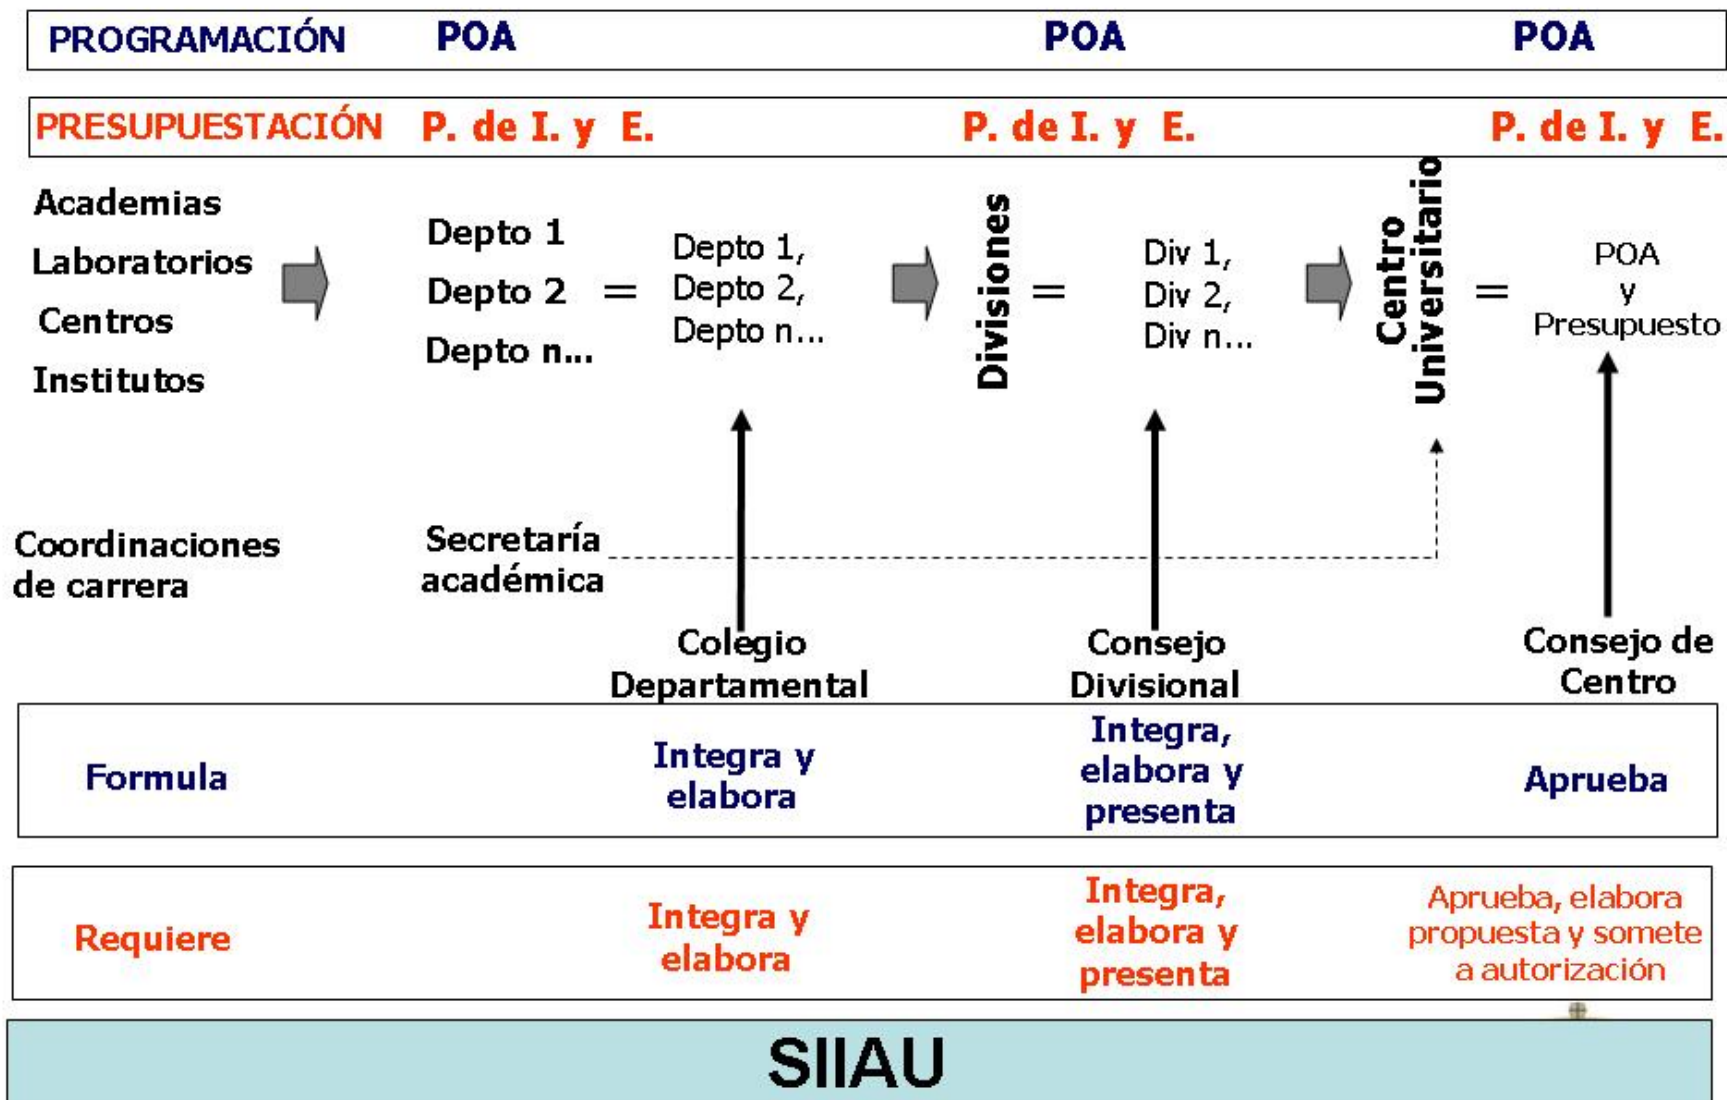 PROGRAMACIÓN POA POA POA
PRESUPUESTACIÓN P. de I. y E. P. de I. y E. P. de I. y E.
Academias
Laboratorios
Centros
Institutos
Depto 1
Depto 2
Depto n...
=
Depto 1,
Depto 2,
Depto n...
Divisiones
=
Div 1,
Div 2,
Div n...
Centro
Universitario
=
POA
y
Presupuesto
Coordinaciones
de carrera
Secretaría
académica
Colegio
Departamental
Consejo
Divisional
Consejo de
Centro
Formula
Integra y
elabora
Integra,
elabora y
presenta
Aprueba
Requiere
Integra y
elabora
Integra,
elabora y
presenta
Aprueba, elabora
propuesta y somete
a autorización
SIIAU